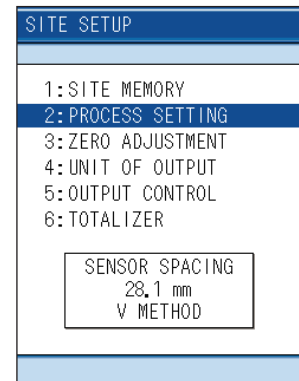 SITE SETUP
1:SITE MEMORY
2:PROCESS SETTING
3:ZERO ADJUSTMENT
4:UNIT OF OUTPUT
5:OUTPUT CONTROL
6:TOTALIZER
SENSOR SPACING
28.1 mm
V METHOD